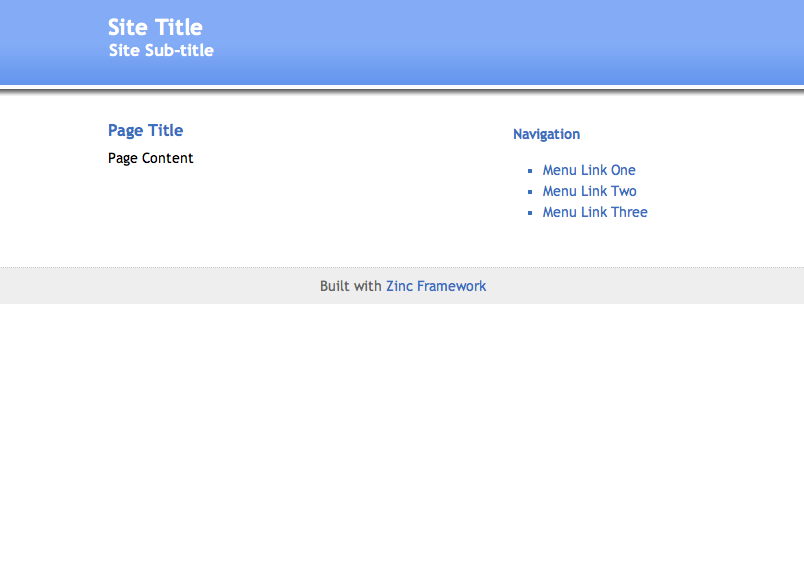 Site Title
Site Sub-title
Page Title
Page Content
Navigation
Menu Link One
Menu Link Two
Menu Link Three
Built with Zinc Framework